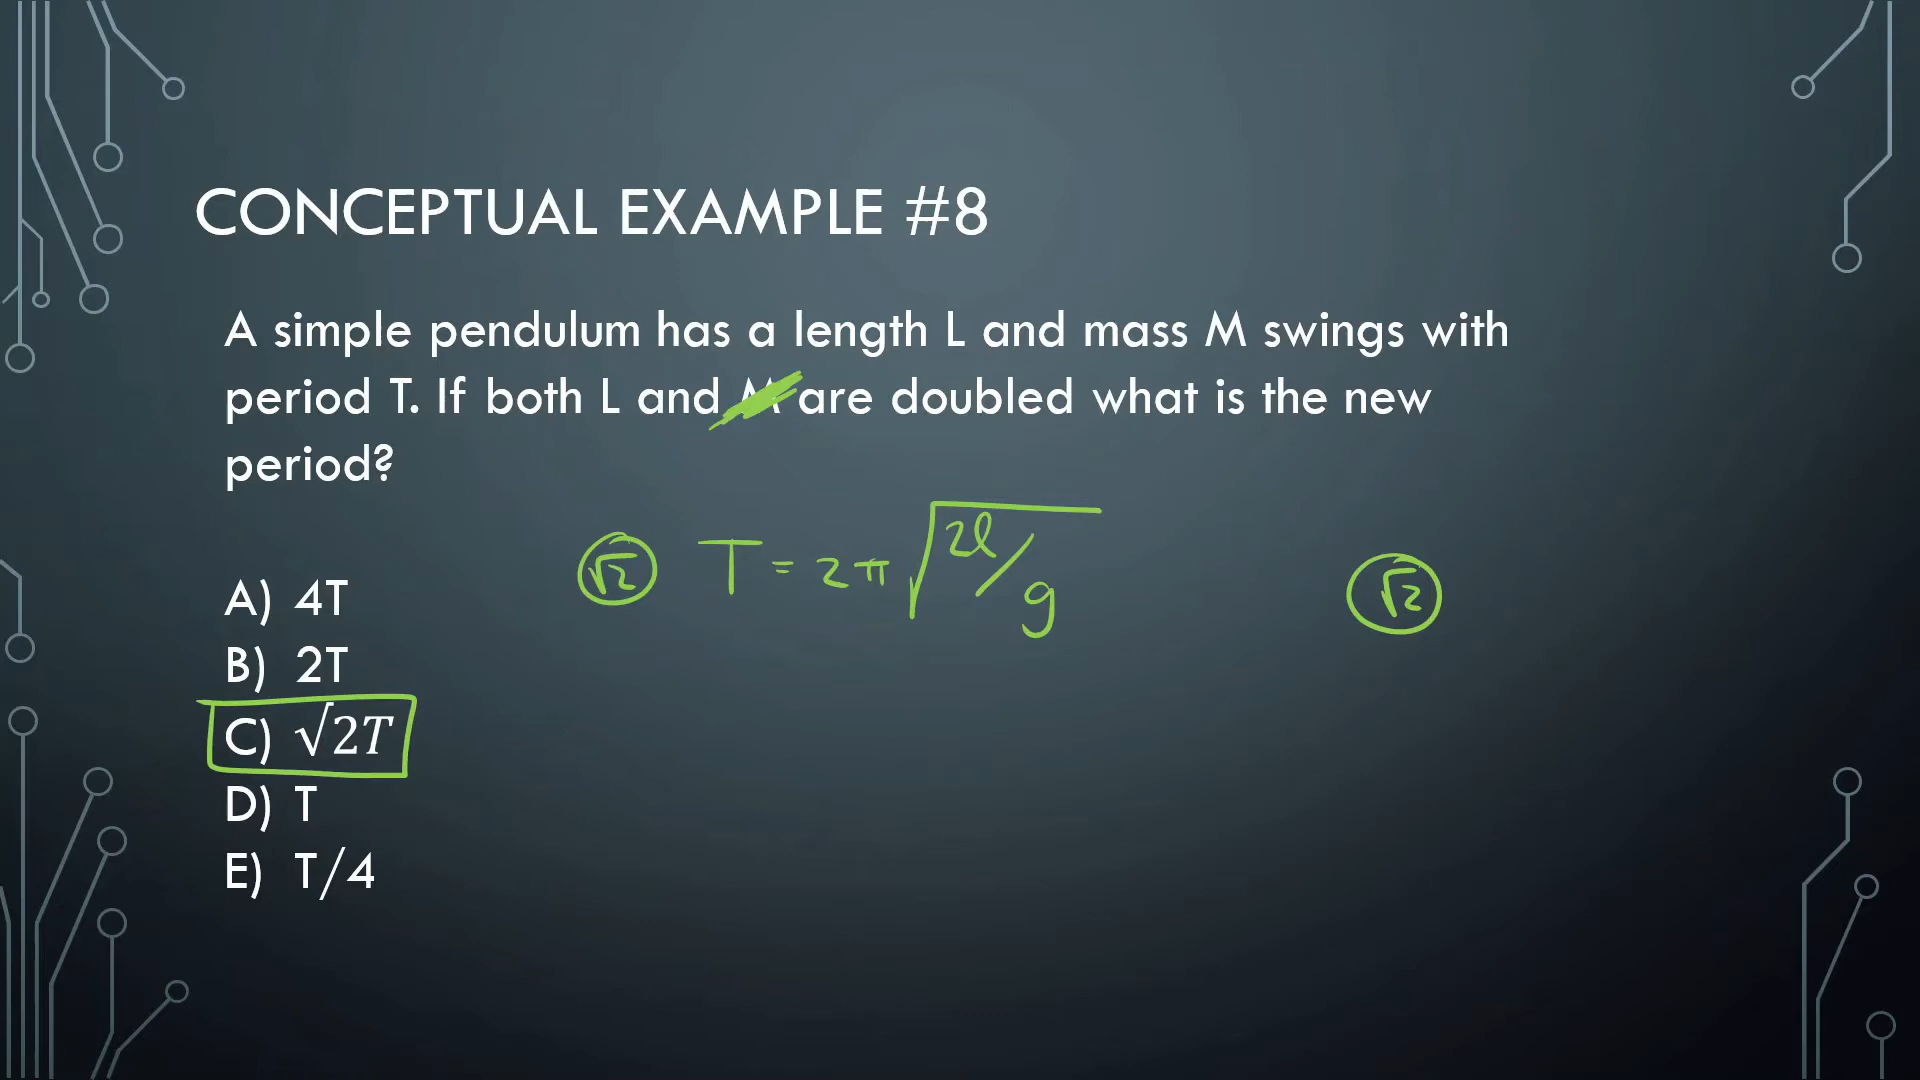 CONCEPTUAL EXAMPLE #8
A simple pendulum has a length L and mass M swings with
period T. If both L and M are doubled what is the new
period?
√2 T = 2π √2l/g √2
A) 4T
B) 2T
C) √2T
D) T
E) T/4